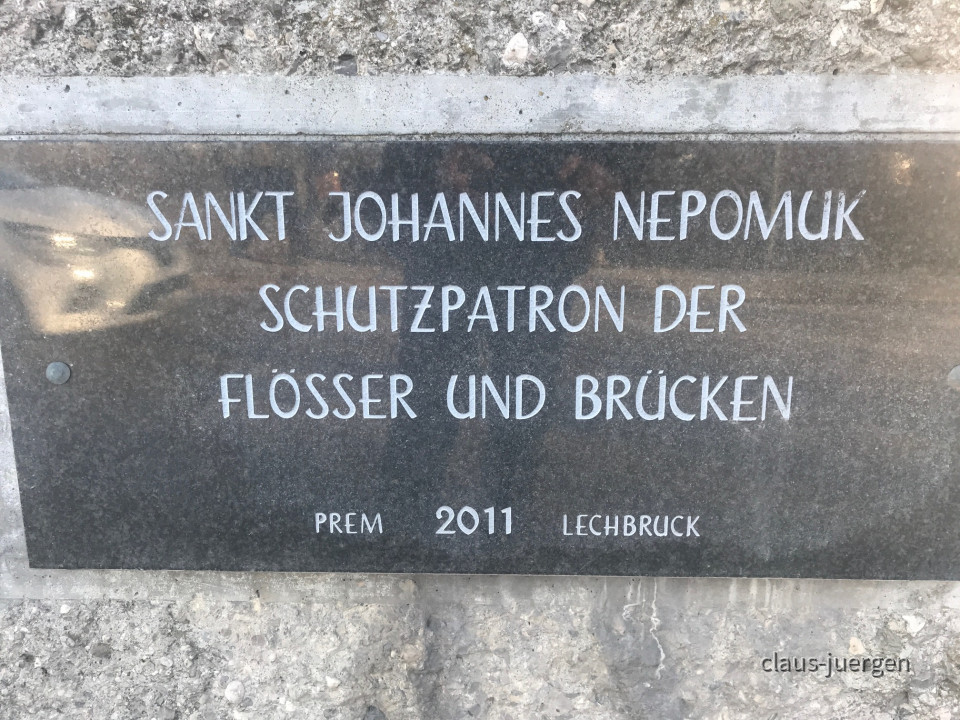 SANKT JOHANNES NEPOMUK
SCHUTZPATRON DER
FLÖSSER UND BRÜCKEN
PREM 2011 LECHBRUCK
claus-juergen